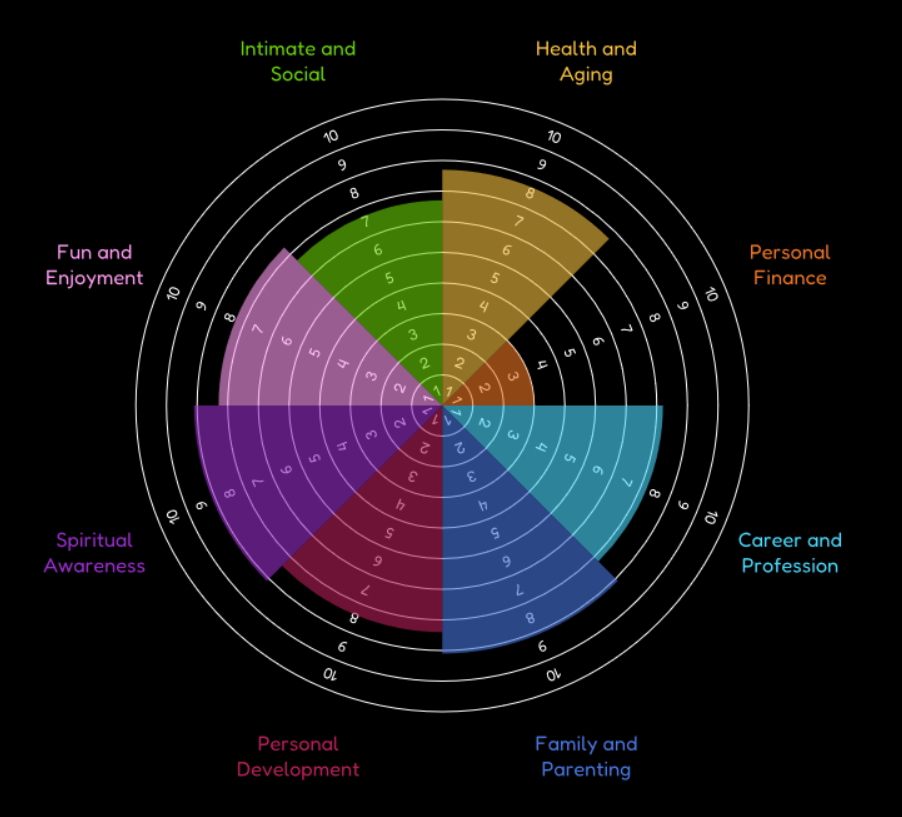 Intimate and
Social
Health and
Aging
Fun and
Enjoyment
Personal
Finance
Spiritual
Awareness
Career and
Profession
Personal
Development
Family and
Parenting
1 2 3 4 5 6 7 8 9 10
1 2 3 4 5 6 7 8 9 10
1 2 3 4 5 6 7 8 9 10
1 2 3 4 5 6 7 8 9 10
1 2 3 4 5 6 7 8 9 10
1 2 3 4 5 6 7 8 9 10
1 2 3 4 5 6 7 8 9 10
1 2 3 4 5 6 7 8 9 10